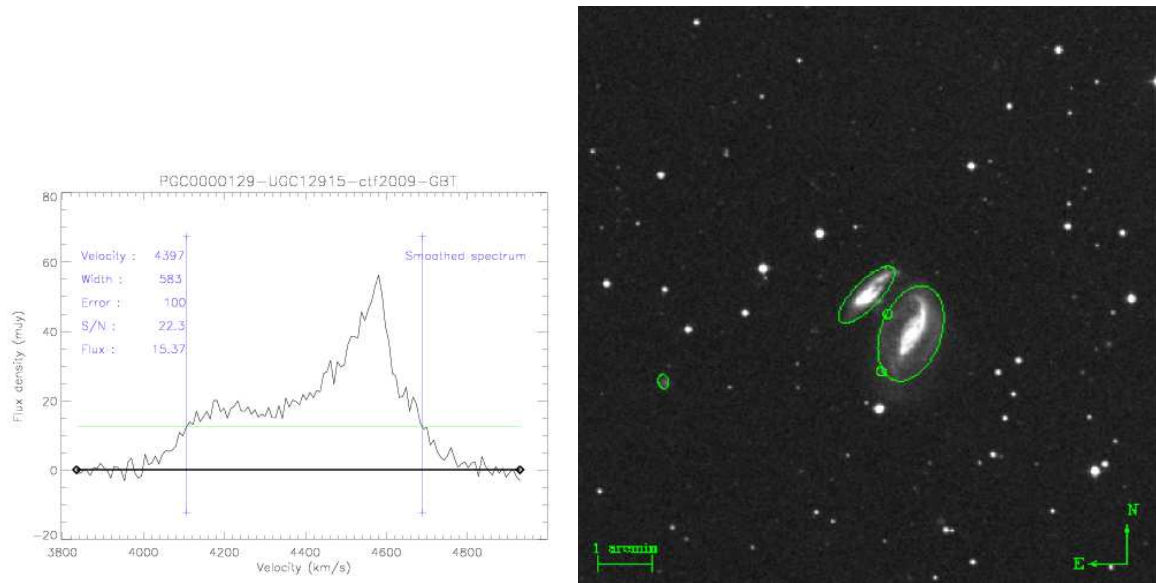 PGC0000129-UGC12915-ctf2009-GBT
80
60
40
20
0
-20
Flux density (mJy)
Velocity : 4397
Width : 583
Error : 100
S/N : 22.3
Flux : 15.37
Smoothed spectrum
3800 4000 4200 4400 4600 4800
Velocity (km/s)
1 arcmin
N
E